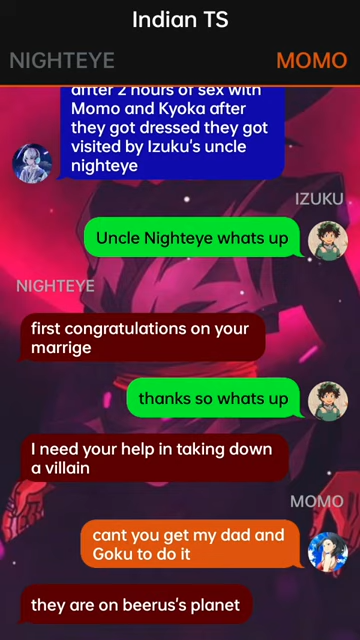 Indian TS
NIGHTEYE
MOMO
after 2 hours of sex with
Momo and Kyoka after
they got dressed they got
visited by Izuku's uncle
nighteye
IZUKU
Uncle Nighteye whats up
NIGHTEYE
first congratulations on your
marrige
thanks so whats up
I need your help in taking down
a villain
MOMO
cant you get my dad and
Goku to do it
they are on beerus's planet